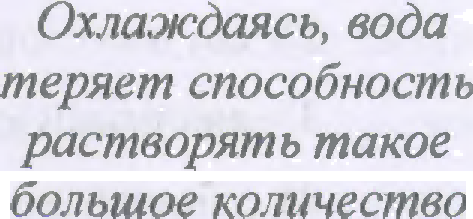 Охлаждаясь, вода
теряет способность
растворять такое
большое количество